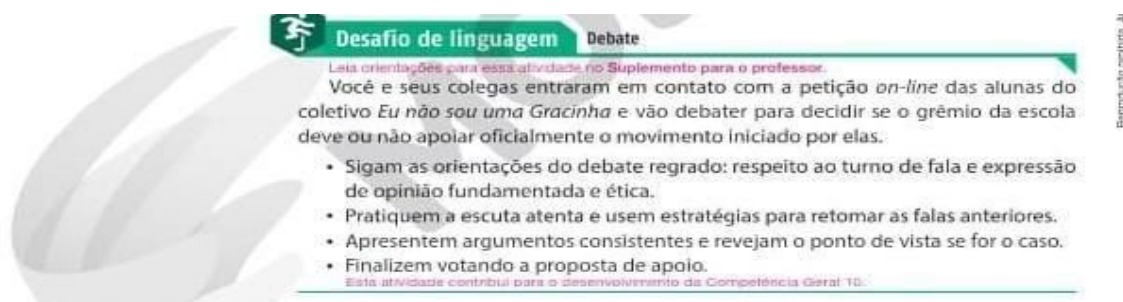 Desafio de linguagem Debate
Leia orientações para essa atividade no Suplemento para o professor.
Você e seus colegas entraram em contato com a petição on-line das alunas do
coletivo Eu não sou uma Gracinha e vão debater para decidir se o grêmio da escola
deve ou não apoiar oficialmente o movimento iniciado por elas.
• Sigam as orientações do debate regrado: respeito ao turno de fala e expressão
de opinião fundamentada e ética.
• Pratiquem a escuta atenta e usem estratégias para retomar as falas anteriores.
• Apresentem argumentos consistentes e revejam o ponto de vista se for o caso.
• Finalizem votando a proposta de apoio.
Esta atividade contribui para o desenvolvimento da Competência Geral 10.
Reprodução proibida.